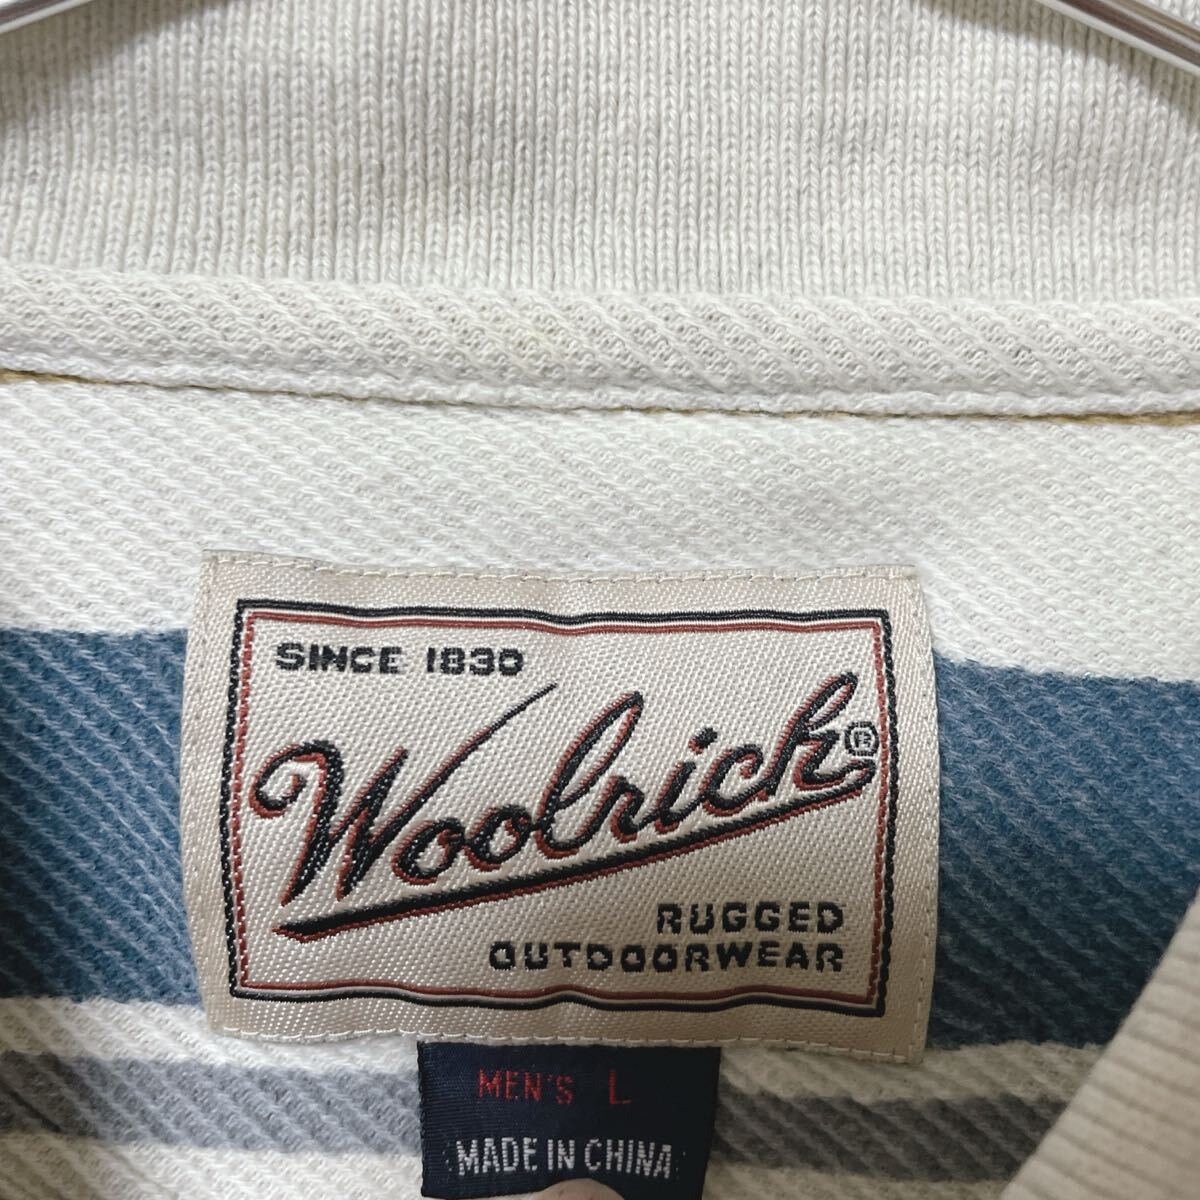 SINCE 1830
Woolrich®
RUGGED
OUTDOORWEAR
MEN'S L
MADE IN CHINA